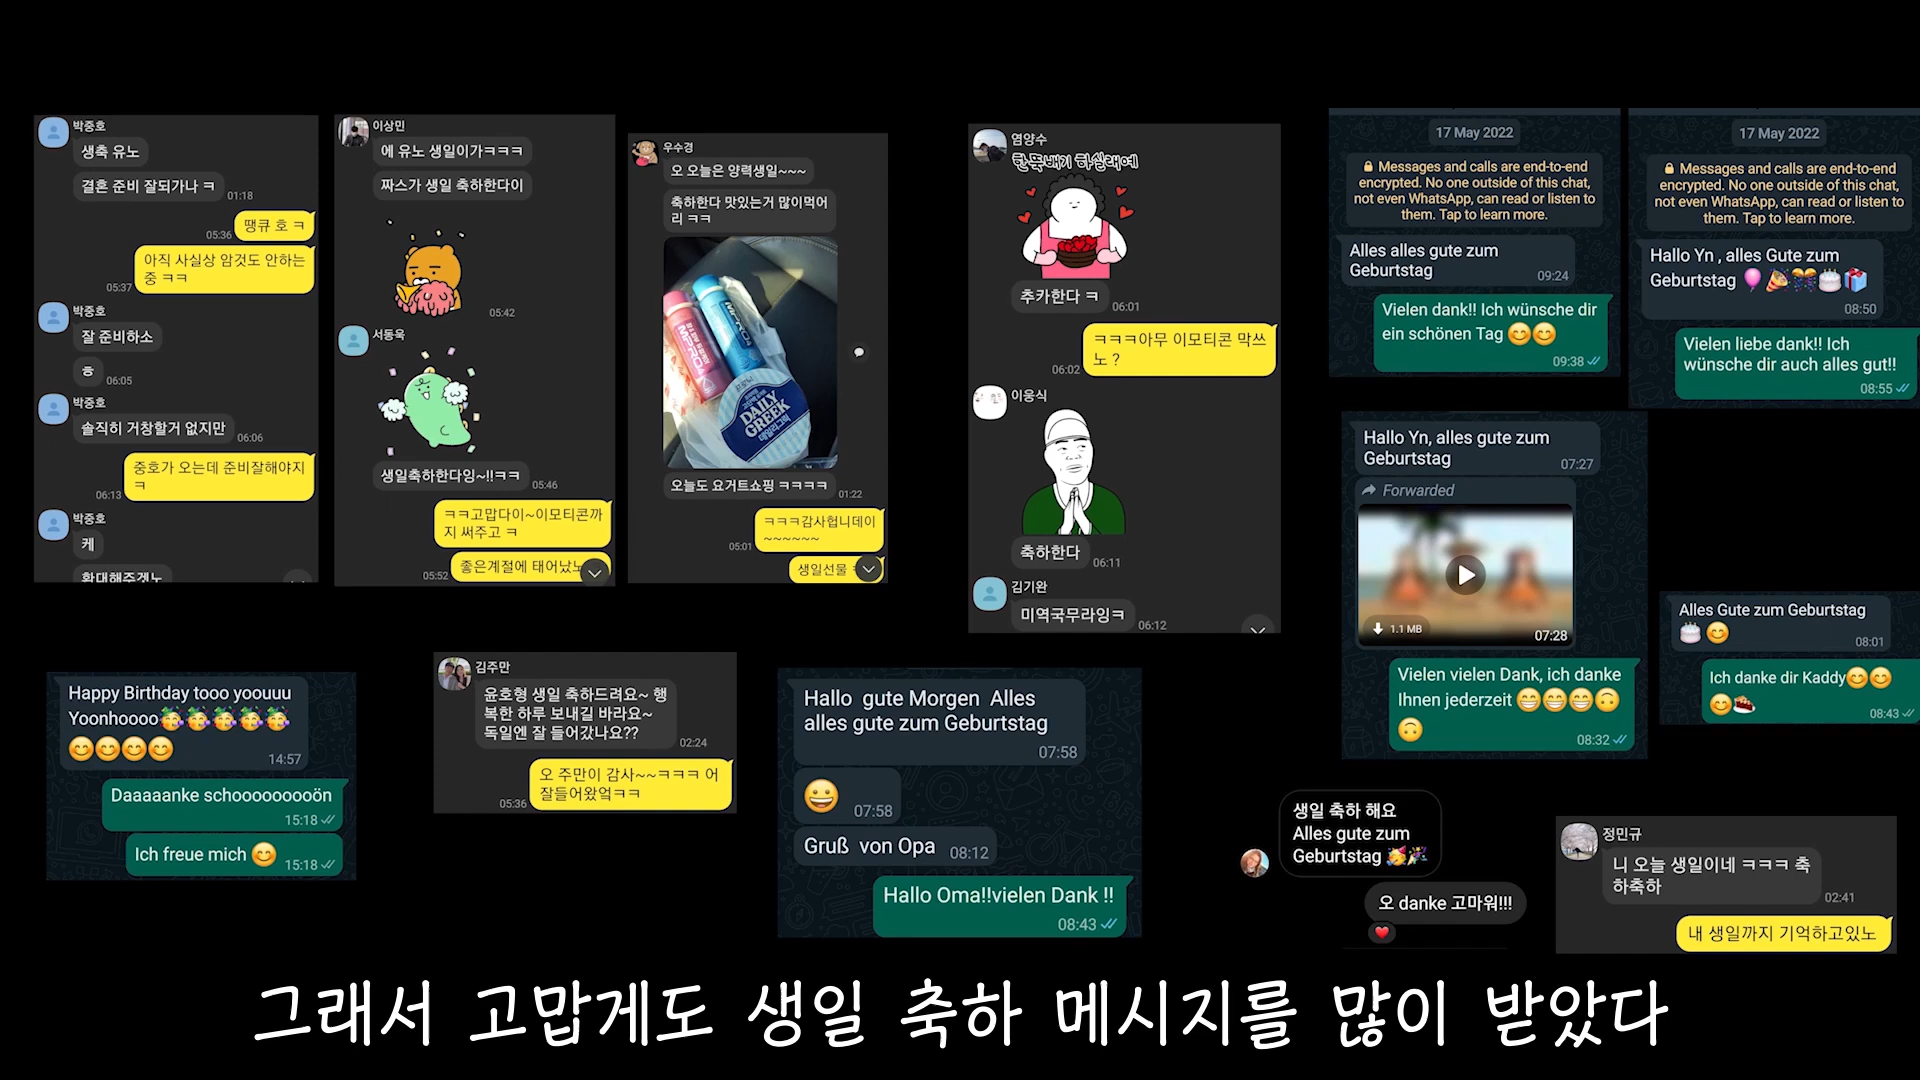 박중호
생축 유노
결혼 준비 잘되가나 ㅋ
01:18
땡큐 호 ㅋ
05:36
아직 사실상 암것도 안하는
중 ㅋㅋ
05:37
박중호
잘 준비하소
ㅎ
06:05
박중호
솔직히 거창할거 없지만
06:06
중호가 오는데 준비잘해야지
ㅋ
06:13
박중호
케
확대해주겠노
이상민
에 유노 생일이가ㅋㅋㅋ
짜스가 생일 축하한다이
05:42
서동욱
생일축하한다잉~!!ㅋㅋ
05:46
ㅋㅋ고맙다이~이모티콘까
지 써주고 ㅋ
05:52
좋은계절에 태어났노
우수경
오 오늘은 양력생일~~~
축하한다 맛있는거 많이먹어
리 ㅋㅋ
MPRO4
MPRO4
DAILY
GREEK
데일리그릭
오늘도 요거트쇼핑 ㅋㅋㅋㅋ
01:22
ㅋㅋㅋ감사헙니데이
~~~~~~
05:01
생일선물
염양수
한뚝배기 하실래예
추카한다 ㅋ
06:01
ㅋㅋㅋ아무 이모티콘 막쓰
노 ?
06:02
이웅식
축하한다
06:11
김기완
미역국무라잉ㅋ
06:12
17 May 2022
Messages and calls are end-to-end
encrypted. No one outside of this chat,
not even WhatsApp, can read or listen to
them. Tap to learn more.
Alles alles gute zum
Geburtstag
09:24
Vielen dank!! Ich wünsche dir
ein schönen Tag 😊😊
09:38
17 May 2022
Messages and calls are end-to-end
encrypted. No one outside of this chat,
not even WhatsApp, can read or listen to
them. Tap to learn more.
Hallo Yn , alles Gute zum
Geburtstag 🎈🎉🎊🎂🎁
08:50
Vielen liebe dank!! Ich
wünsche dir auch alles gut!!
08:55
Hallo Yn, alles gute zum
Geburtstag
07:27
Forwarded
1.1 MB
07:28
Vielen vielen Dank, ich danke
Ihnen jederzeit 😁😁😁🙃
🙃
08:32
Alles Gute zum Geburtstag
🎂😊
08:01
Ich danke dir Kaddy😊😊
😊🍰
08:43
Happy Birthday tooo yoouuu
Yoonhoooo🥳🥳🥳🥳🥳
😊😊😊😊
14:57
Daaaaanke schooooooooön
15:18
Ich freue mich 😊
15:18
김주만
윤호형 생일 축하드려요~ 행
복한 하루 보내길 바라요~
독일엔 잘 들어갔나요??
02:24
오 주만이 감사~~ㅋㅋㅋ 어
잘들어왔엌ㅋㅋ
05:36
Hallo gute Morgen Alles
alles gute zum Geburtstag
07:58
😀
07:58
Gruß von Opa
08:12
Hallo Oma!!vielen Dank !!
08:43
생일 축하 해요
Alles gute zum
Geburtstag 🥳🎉
오 danke 고마워!!!
정민규
니 오늘 생일이네 ㅋㅋㅋ 축
하축하
02:41
내 생일까지 기억하고있노
그래서 고맙게도 생일 축하 메시지를 많이 받았다